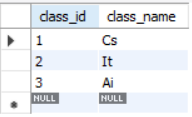 class_id class_name
1 Cs
2 It
3 Ai
NULL NULL